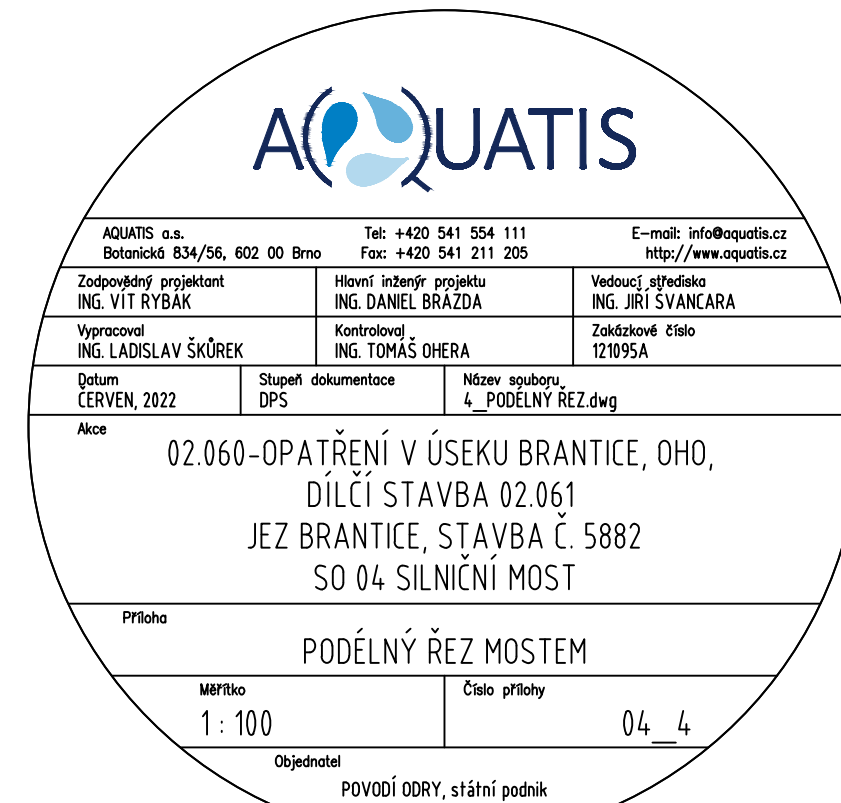 AQUATIS
AQUATIS a.s. Tel: +420 541 554 111 E-mail: info@aquatis.cz
Botanická 834/56, 602 00 Brno Fax: +420 541 211 205 http://www.aquatis.cz
Zodpovědný projektant Hlavní inženýr projektu Vedoucí střediska
ING. VÍT RYBÁK ING. DANIEL BRÁZDA ING. JIŘÍ ŠVANCARA
Vypracoval Kontroloval Zakázkové číslo
ING. LADISLAV ŠKŮREK ING. TOMÁŠ OHERA 121095A
Datum Stupeň dokumentace Název souboru
ČERVEN, 2022 DPS 4_PODÉLNÝ ŘEZ.dwg
Akce
02.060-OPATŘENÍ V ÚSEKU BRANTICE, OHO,
DÍLČÍ STAVBA 02.061
JEZ BRANTICE, STAVBA Č. 5882
SO 04 SILNIČNÍ MOST
Příloha
PODÉLNÝ ŘEZ MOSTEM
Měřítko Číslo přílohy
1 : 100 04_4
Objednatel
POVODÍ ODRY, státní podnik